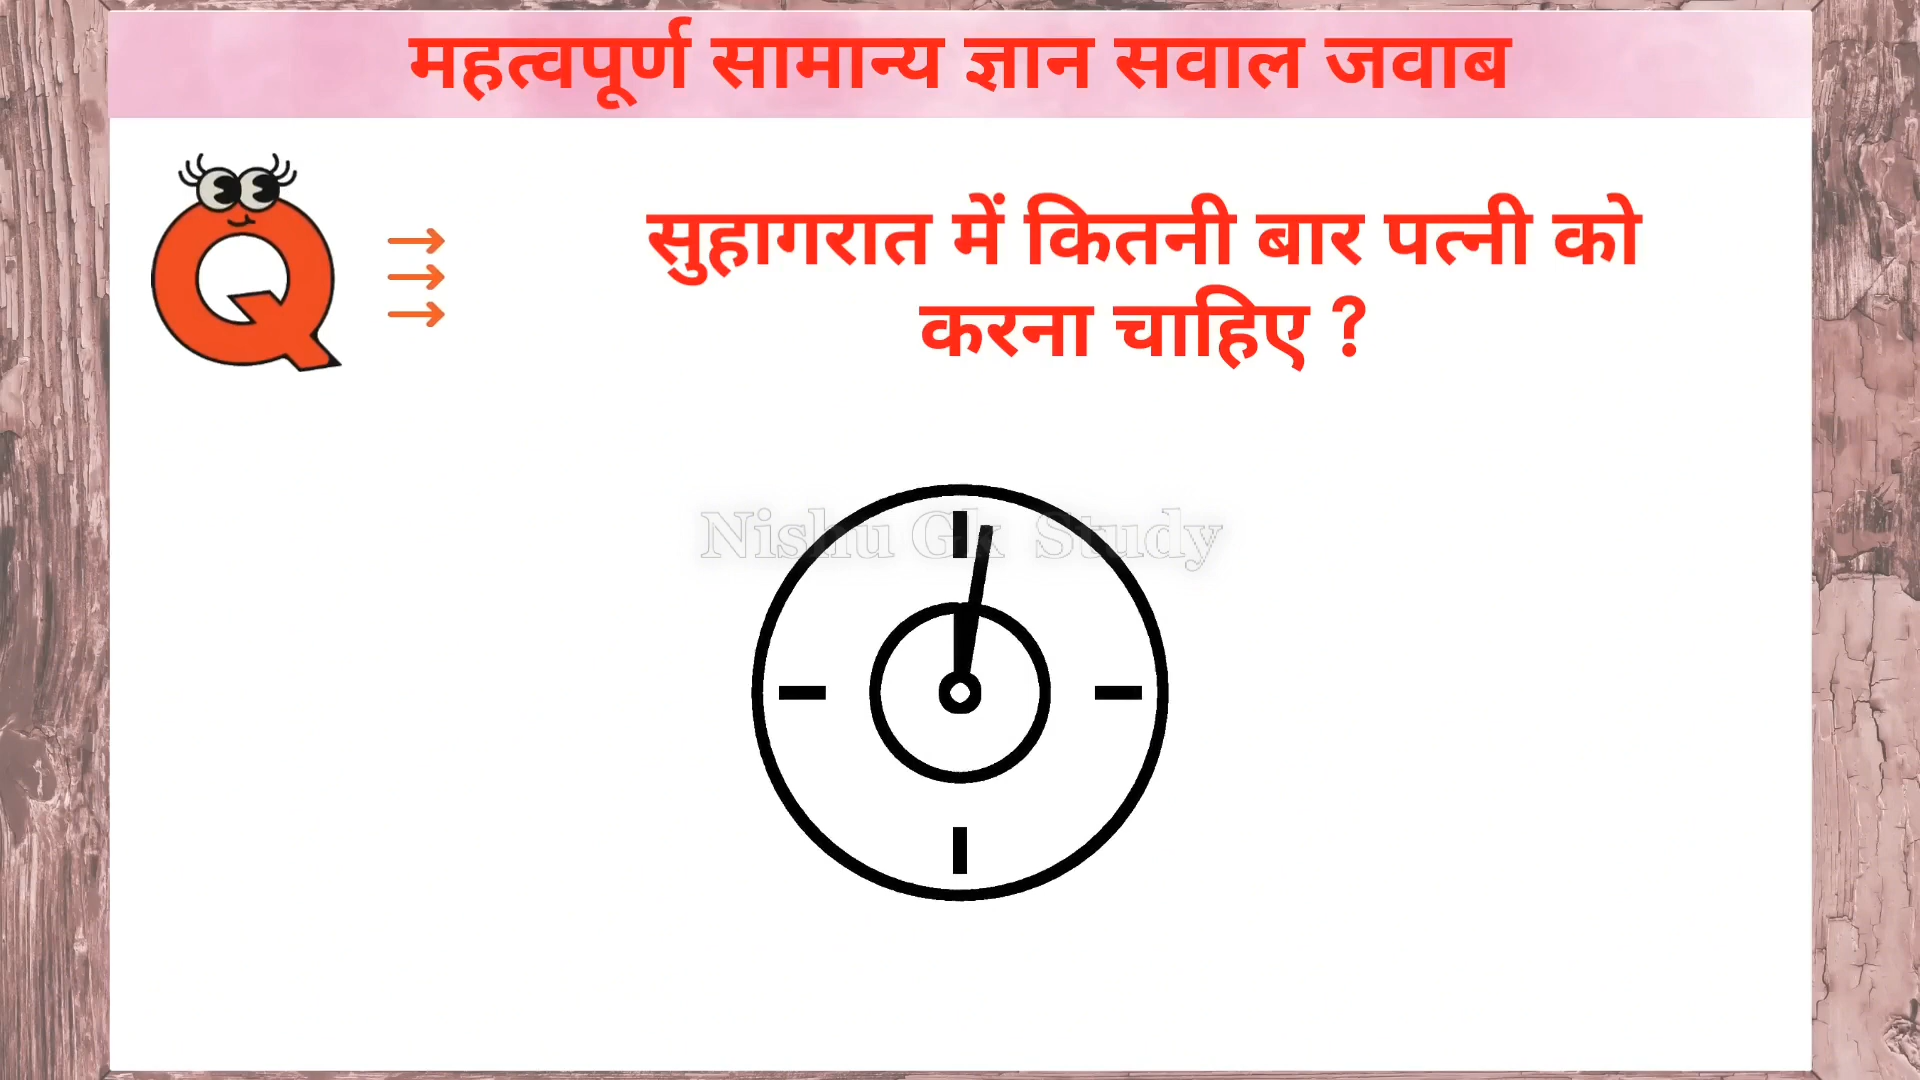 महत्वपूर्ण सामान्य ज्ञान सवाल जवाब
Q
सुहागरात में कितनी बार पत्नी को
करना चाहिए ?
Nishu Gk Study